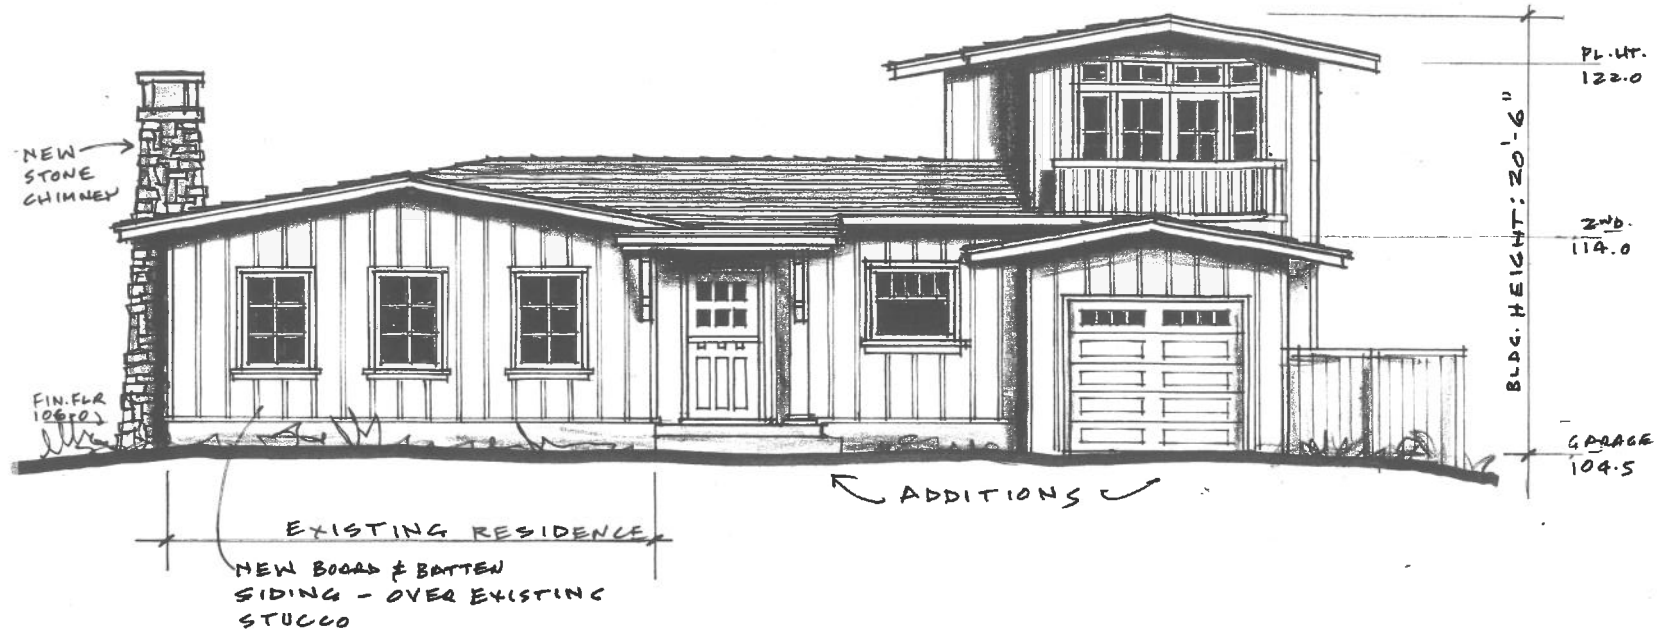 NEW
STONE
CHIMNEY
PL.HT.
122.0
BLDG. HEIGHT: 20'-6"
2ND.
114.0
FIN.FLR
106.0
GARAGE
104.5
ADDITIONS
EXISTING RESIDENCE
NEW BOARD & BATTEN
SIDING - OVER EXISTING
STUCCO